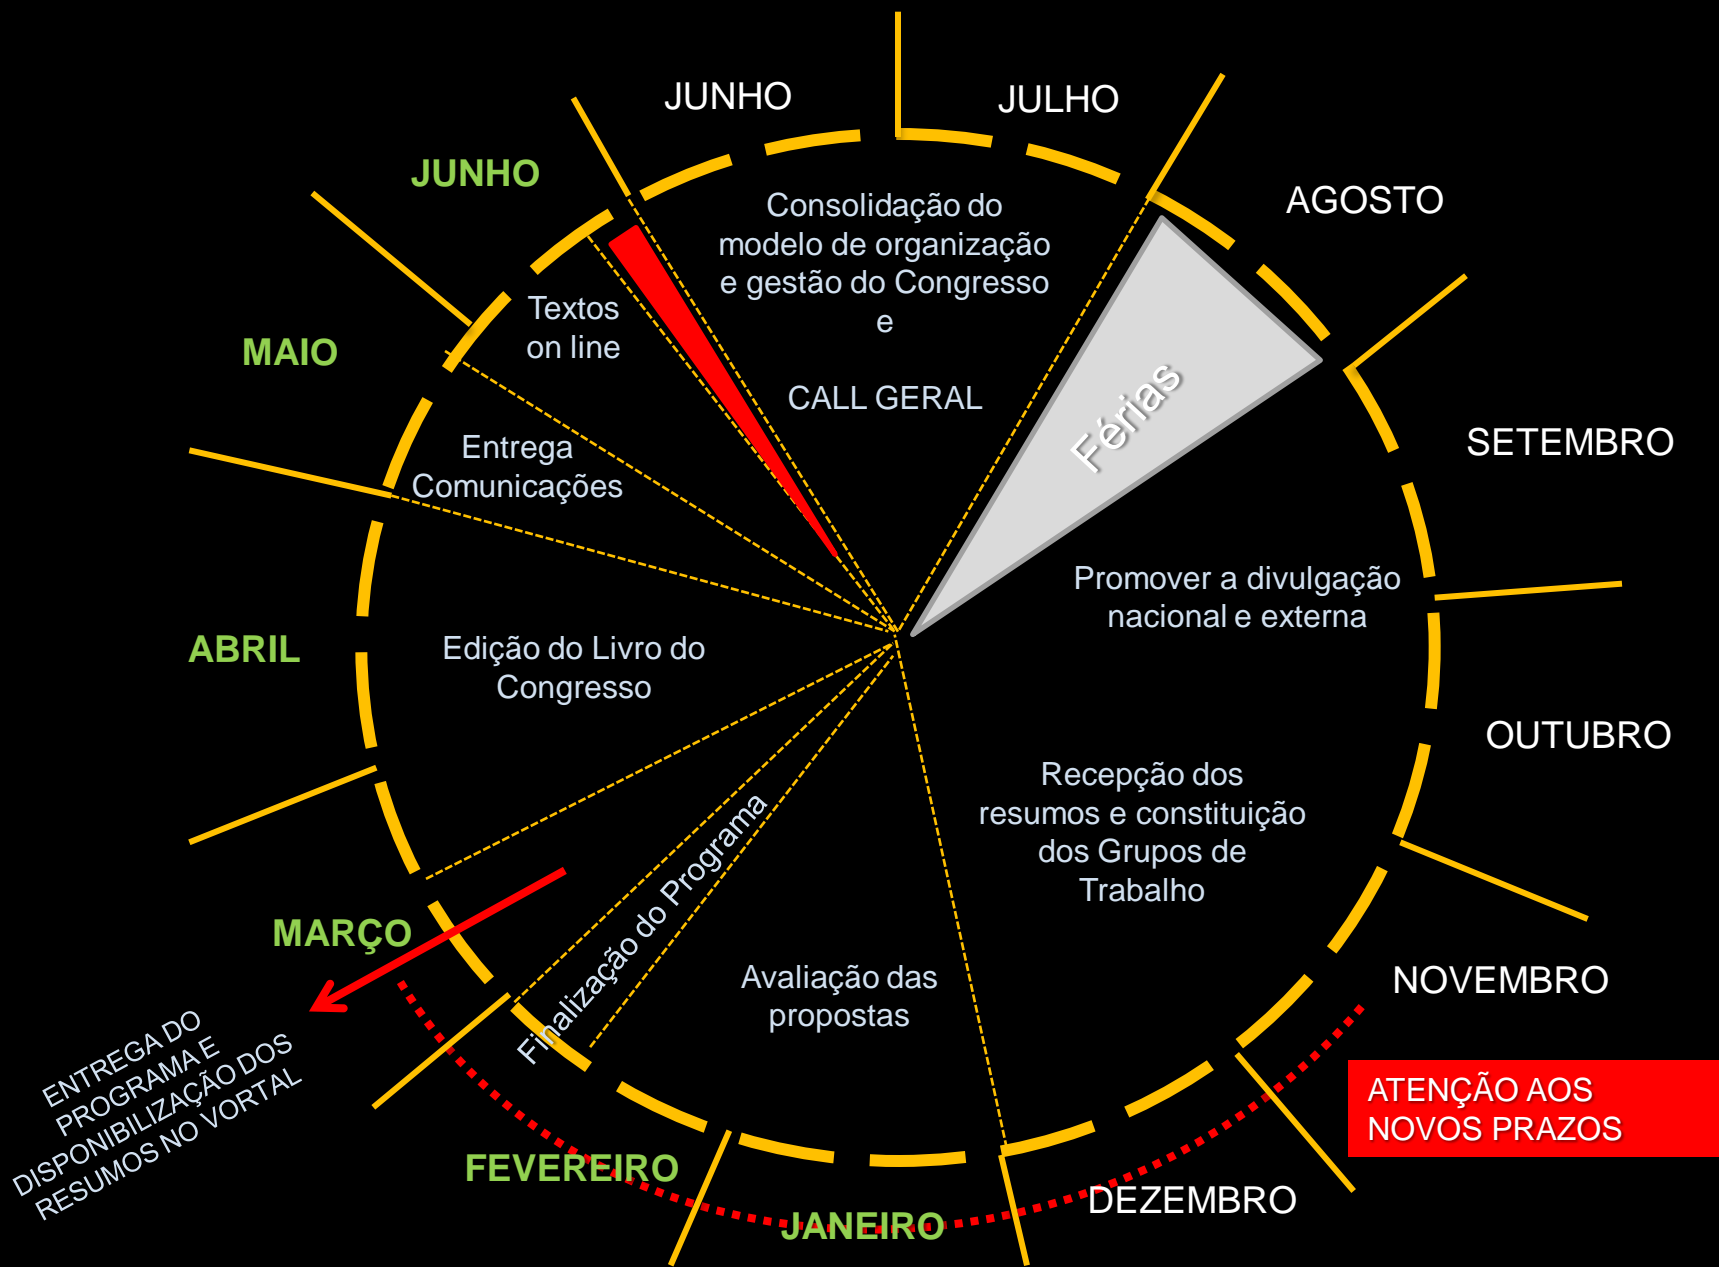 JUNHO
JULHO
AGOSTO
SETEMBRO
OUTUBRO
NOVEMBRO
DEZEMBRO
JANEIRO
FEVEREIRO
MARÇO
ABRIL
MAIO
JUNHO
Consolidação do
modelo de organização
e gestão do Congresso
e
CALL GERAL
Férias
Promover a divulgação
nacional e externa
Recepção dos
resumos e constituição
dos Grupos de
Trabalho
Avaliação das
propostas
Finalização do Programa
Edição do Livro do
Congresso
Entrega
Comunicações
Textos
on line
ENTREGA DO
PROGRAMA E
DISPONIBILIZAÇÃO DOS
RESUMOS NO VORTAL
ATENÇÃO AOS
NOVOS PRAZOS